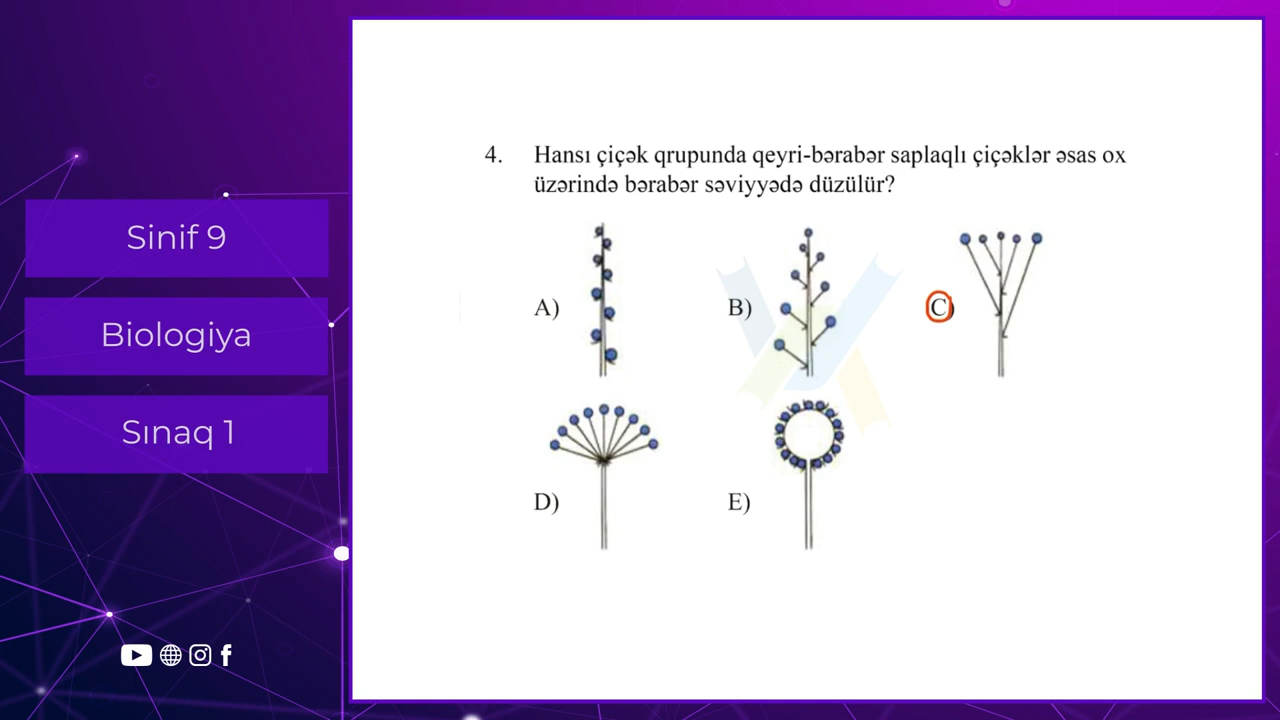 Sinif 9
Biologiya
Sınaq 1
4. Hansı çiçək qrupunda qeyri-bərabər saplaqlı çiçəklər əsas ox
üzərində bərabər səviyyədə düzülür?
A)
B)
C)
D)
E)